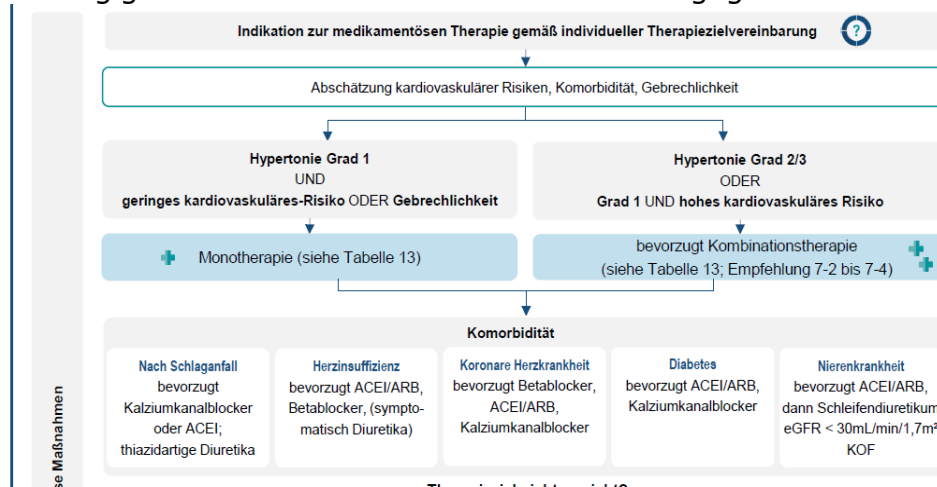 Indikation zur medikamentösen Therapie gemäß individueller Therapiezielvereinbarung ?
Abschätzung kardiovaskulärer Risiken, Komorbidität, Gebrechlichkeit
Hypertonie Grad 1
UND
geringes kardiovaskuläres-Risiko ODER Gebrechlichkeit
Hypertonie Grad 2/3
ODER
Grad 1 UND hohes kardiovaskuläres Risiko
Monotherapie (siehe Tabelle 13)
bevorzugt Kombinationstherapie
(siehe Tabelle 13; Empfehlung 7-2 bis 7-4)
Komorbidität
Nach Schlaganfall
bevorzugt
Kalziumkanalblocker
oder ACEI;
thiazidartige Diuretika
Herzinsuffizienz
bevorzugt ACEI/ARB,
Betablocker, (sympto-
matisch Diuretika)
Koronare Herzkrankheit
bevorzugt Betablocker,
ACEI/ARB,
Kalziumkanalblocker
Diabetes
bevorzugt ACEI/ARB,
Kalziumkanalblocker
Nierenkrankheit
bevorzugt ACEI/ARB,
dann Schleifendiuretikum
eGFR < 30mL/min/1,7m²
KOF
se Maßnahmen